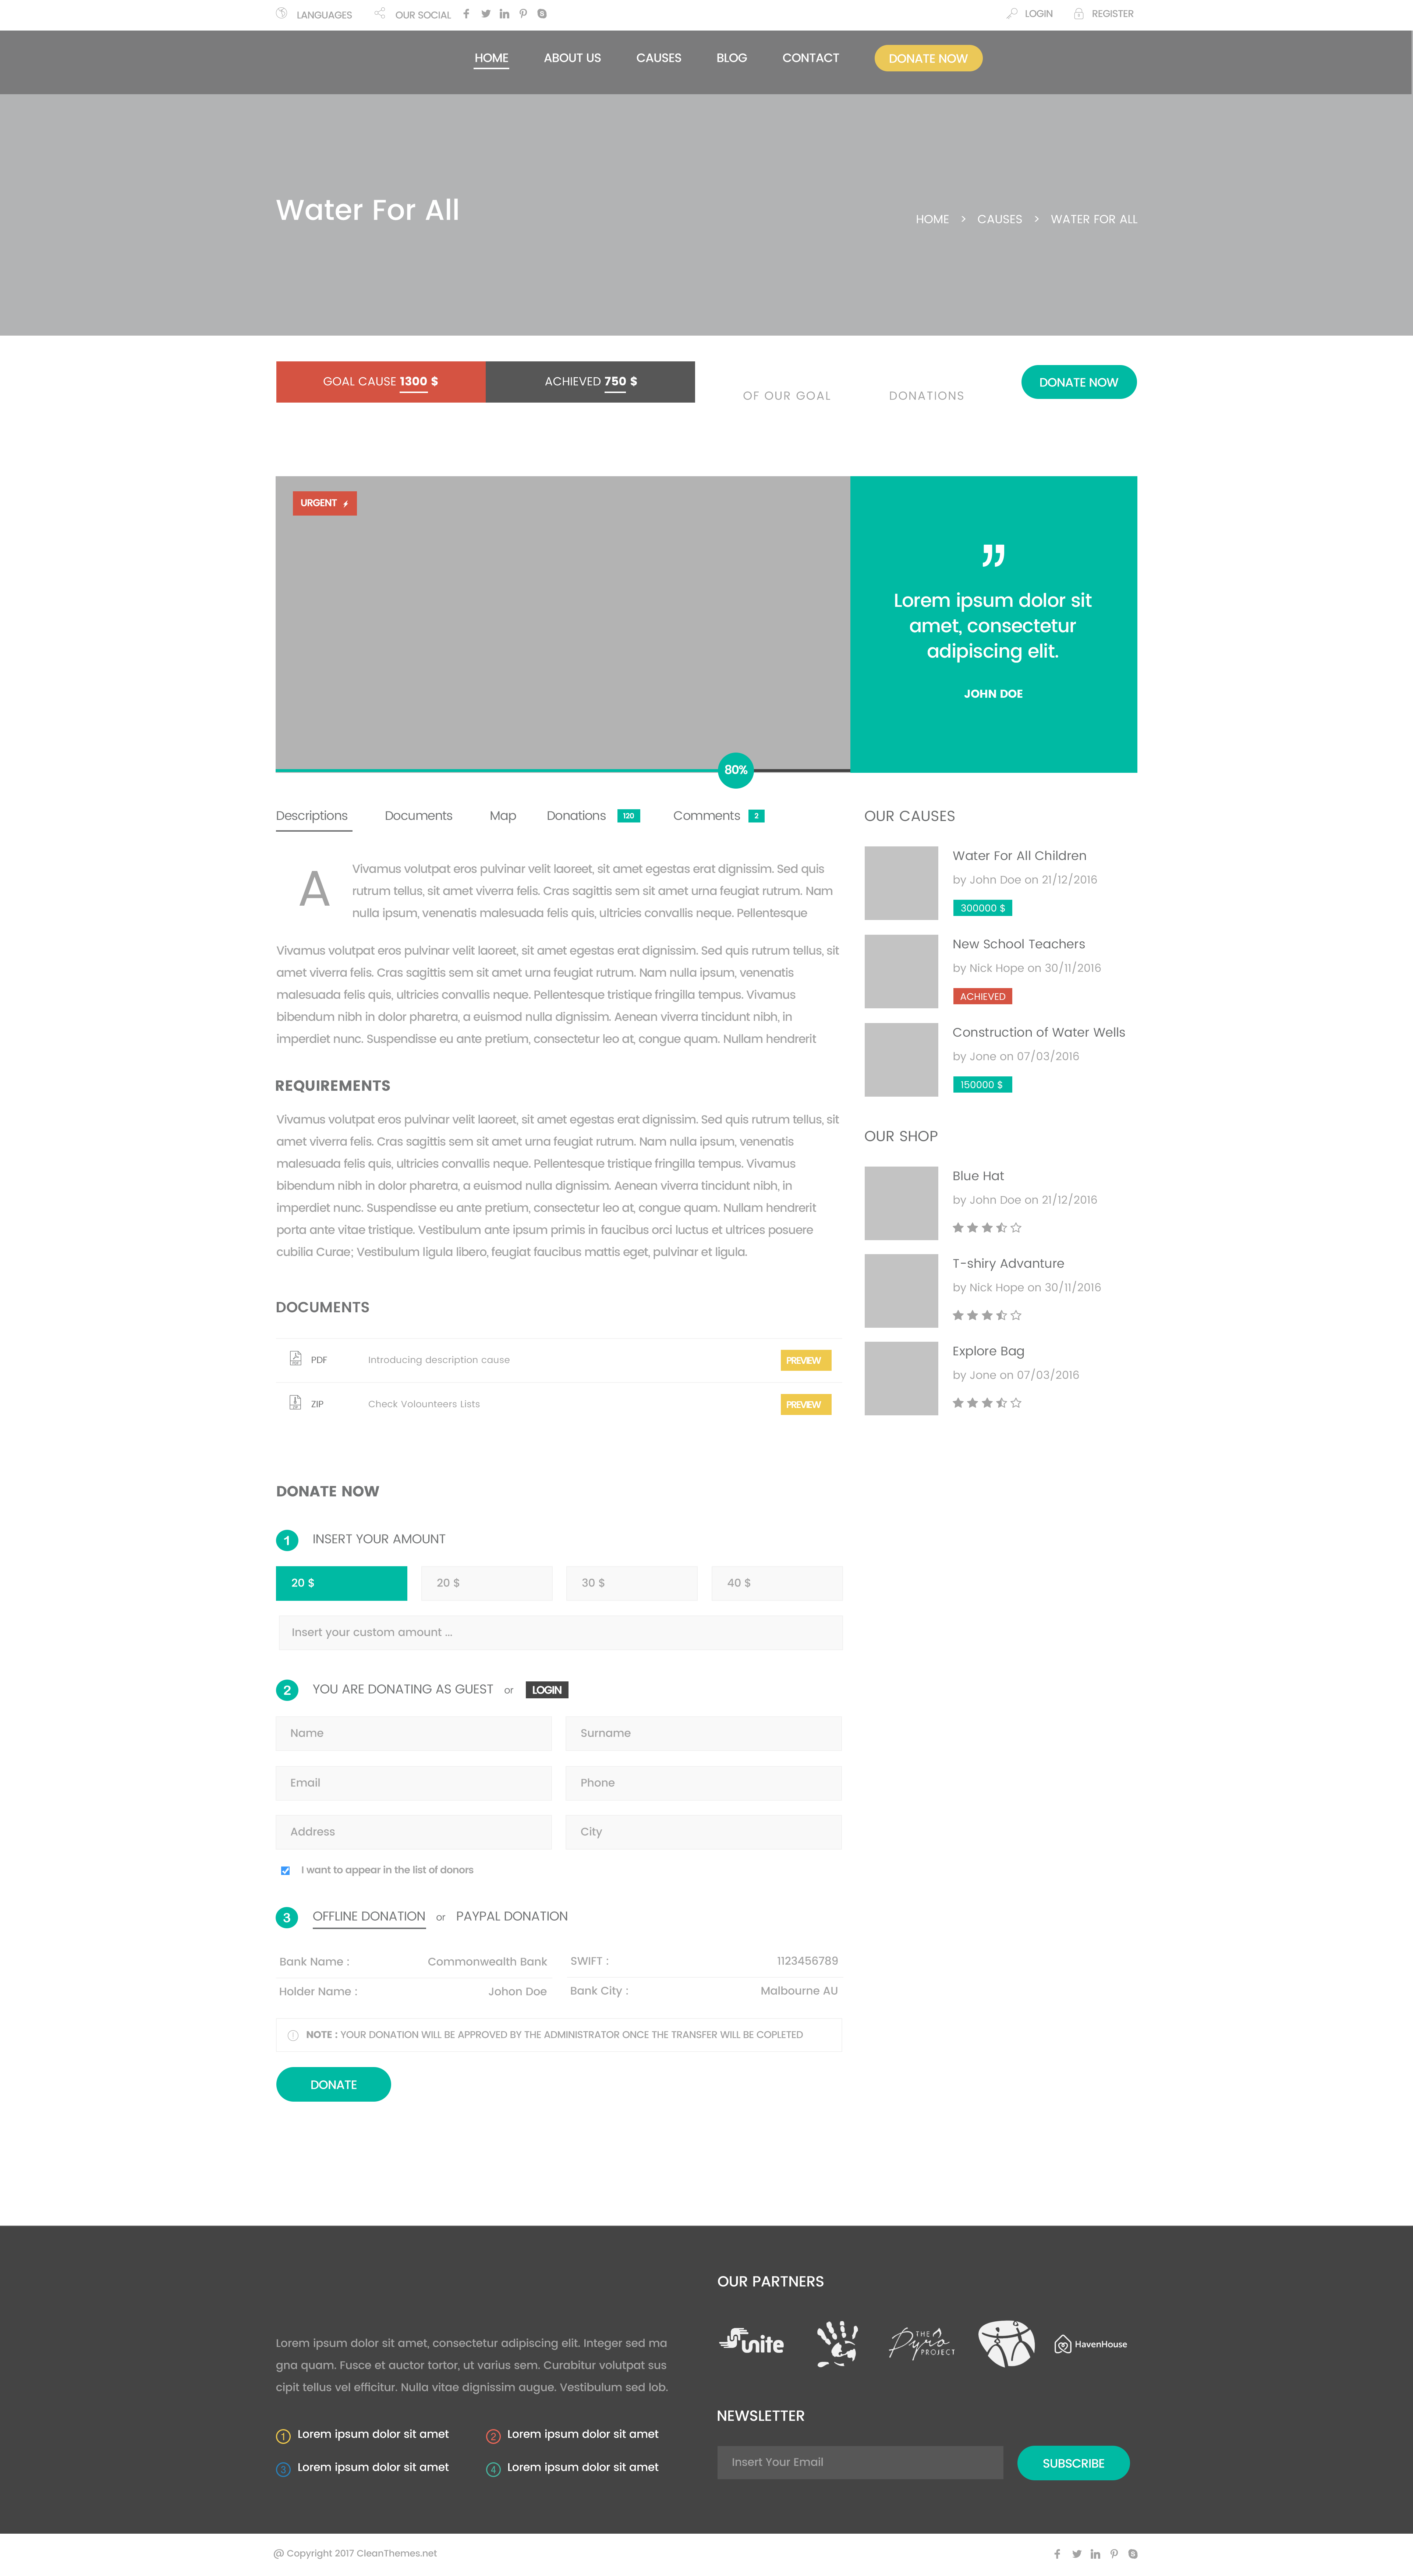 LANGUAGES OUR SOCIAL LOGIN REGISTER
HOME ABOUT US CAUSES BLOG CONTACT DONATE NOW
Water For All
HOME > CAUSES > WATER FOR ALL
GOAL CAUSE 1300 $ ACHIEVED 750 $ OF OUR GOAL DONATIONS DONATE NOW
URGENT
Lorem ipsum dolor sit
amet, consectetur
adipiscing elit.
JOHN DOE
80%
Descriptions Documents Map Donations 120 Comments 2
A
Vivamus volutpat eros pulvinar velit laoreet, sit amet egestas erat dignissim. Sed quis
rutrum tellus, sit amet viverra felis. Cras sagittis sem sit amet urna feugiat rutrum. Nam
nulla ipsum, venenatis malesuada felis quis, ultricies convallis neque. Pellentesque
Vivamus volutpat eros pulvinar velit laoreet, sit amet egestas erat dignissim. Sed quis rutrum tellus, sit
amet viverra felis. Cras sagittis sem sit amet urna feugiat rutrum. Nam nulla ipsum, venenatis
malesuada felis quis, ultricies convallis neque. Pellentesque tristique fringilla tempus. Vivamus
bibendum nibh in dolor pharetra, a euismod nulla dignissim. Aenean viverra tincidunt nibh, in
imperdiet nunc. Suspendisse eu ante pretium, consectetur leo at, congue quam. Nullam hendrerit
REQUIREMENTS
Vivamus volutpat eros pulvinar velit laoreet, sit amet egestas erat dignissim. Sed quis rutrum tellus, sit
amet viverra felis. Cras sagittis sem sit amet urna feugiat rutrum. Nam nulla ipsum, venenatis
malesuada felis quis, ultricies convallis neque. Pellentesque tristique fringilla tempus. Vivamus
bibendum nibh in dolor pharetra, a euismod nulla dignissim. Aenean viverra tincidunt nibh, in
imperdiet nunc. Suspendisse eu ante pretium, consectetur leo at, congue quam. Nullam hendrerit
porta ante vitae tristique. Vestibulum ante ipsum primis in faucibus orci luctus et ultrices posuere
cubilia Curae; Vestibulum ligula libero, feugiat faucibus mattis eget, pulvinar et ligula.
DOCUMENTS
PDF Introducing description cause PREVIEW
ZIP Check Volounteers Lists PREVIEW
OUR CAUSES
Water For All Children
by John Doe on 21/12/2016
300000 $
New School Teachers
by Nick Hope on 30/11/2016
ACHIEVED
Construction of Water Wells
by Jone on 07/03/2016
150000 $
OUR SHOP
Blue Hat
by John Doe on 21/12/2016
T-shiry Advanture
by Nick Hope on 30/11/2016
Explore Bag
by Jone on 07/03/2016
DONATE NOW
1 INSERT YOUR AMOUNT
20 $ 20 $ 30 $ 40 $
Insert your custom amount ...
2 YOU ARE DONATING AS GUEST or LOGIN
Name Surname
Email Phone
Address City
I want to appear in the list of donors
3 OFFLINE DONATION or PAYPAL DONATION
Bank Name : Commonwealth Bank SWIFT : 1123456789
Holder Name : Johon Doe Bank City : Malbourne AU
NOTE : YOUR DONATION WILL BE APPROVED BY THE ADMINISTRATOR ONCE THE TRANSFER WILL BE COPLETED
DONATE
Lorem ipsum dolor sit amet, consectetur adipiscing elit. Integer sed ma
gna quam. Fusce et auctor tortor, ut varius sem. Curabitur volutpat sus
cipit tellus vel efficitur. Nulla vitae dignissim augue. Vestibulum sed lob.
1 Lorem ipsum dolor sit amet 2 Lorem ipsum dolor sit amet
3 Lorem ipsum dolor sit amet 4 Lorem ipsum dolor sit amet
OUR PARTNERS
unite THE Pyro PROJECT HavenHouse
NEWSLETTER
Insert Your Email SUBSCRIBE
@ Copyright 2017 CleanThemes.net